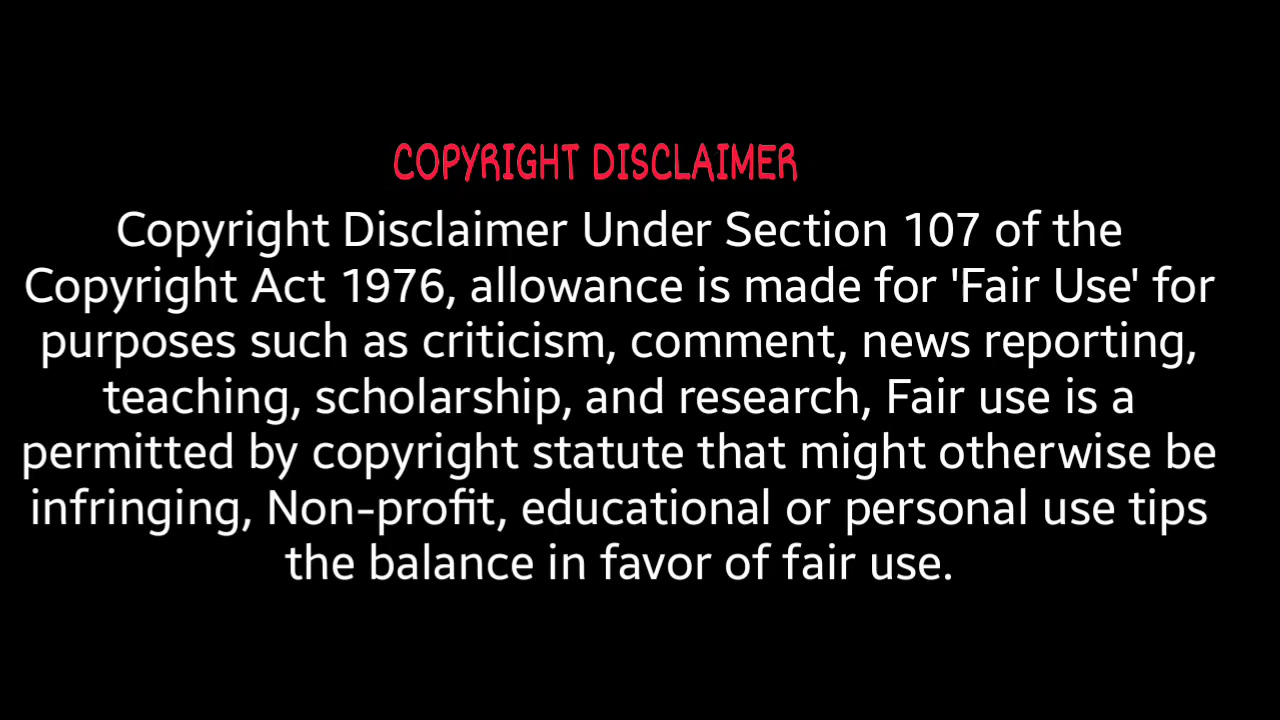 COPYRIGHT DISCLAIMER
Copyright Disclaimer Under Section 107 of the
Copyright Act 1976, allowance is made for 'Fair Use' for
purposes such as criticism, comment, news reporting,
teaching, scholarship, and research, Fair use is a
permitted by copyright statute that might otherwise be
infringing, Non-profit, educational or personal use tips
the balance in favor of fair use.